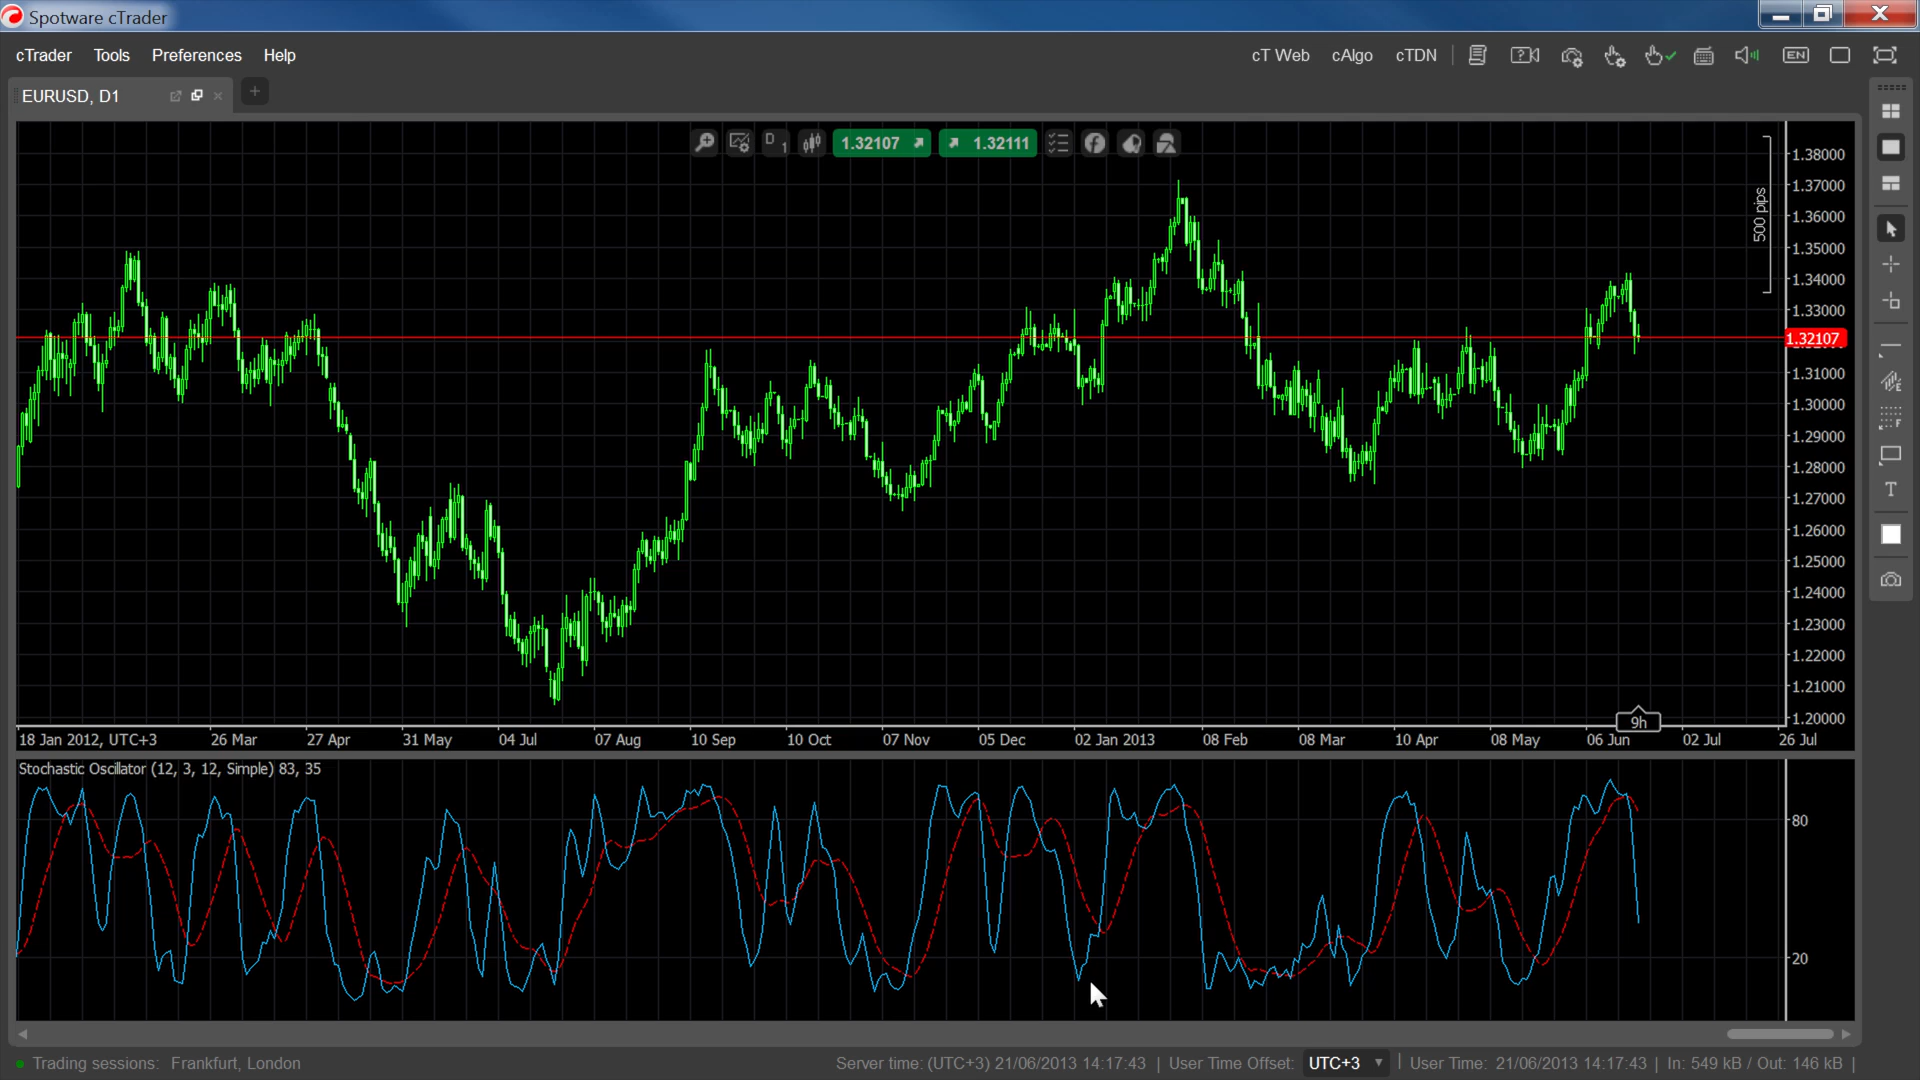 Spotware cTrader
cTrader Tools Preferences Help
cT Web cAlgo cTDN EN
EURUSD, D1
D 1 1.32107 1.32111
500 pips
1.38000
1.37000
1.36000
1.35000
1.34000
1.33000
1.32107
1.31000
1.30000
1.29000
1.28000
1.27000
1.26000
1.25000
1.24000
1.23000
1.22000
1.21000
1.20000
E
F
T
9h
18 Jan 2012, UTC+3 26 Mar 27 Apr 31 May 04 Jul 07 Aug 10 Sep 10 Oct 07 Nov 05 Dec 02 Jan 2013 08 Feb 08 Mar 10 Apr 08 May 06 Jun 02 Jul 26 Jul
Stochastic Oscillator (12, 3, 12, Simple) 83, 35
80
20
Trading sessions: Frankfurt, London
Server time: (UTC+3) 21/06/2013 14:17:43 | User Time Offset: UTC+3 | User Time: 21/06/2013 14:17:43 | In: 549 kB / Out: 146 kB |